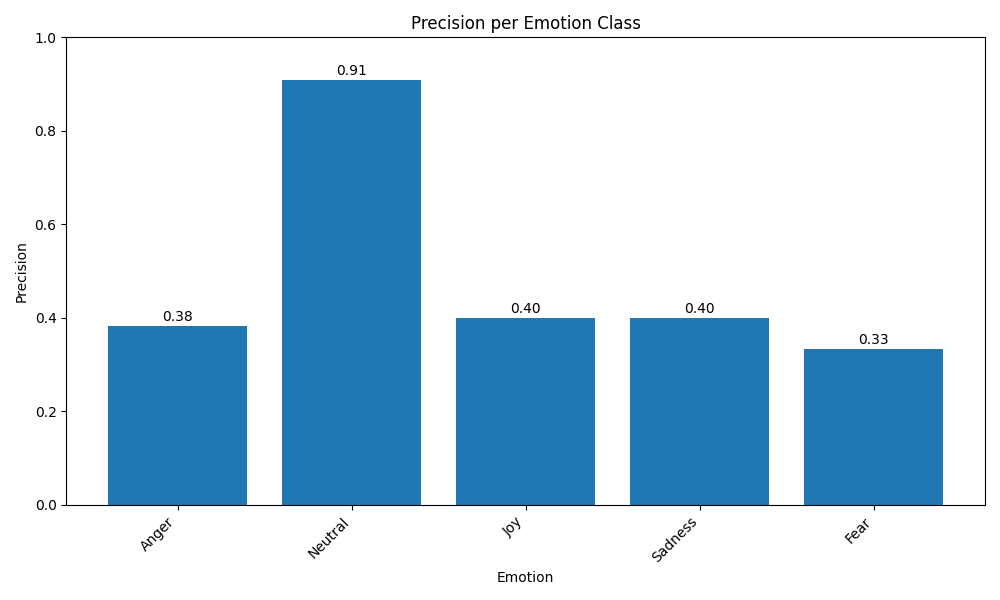 Precision per Emotion Class
1.0
0.8
0.6
0.4
0.2
0.0
Precision
0.38
0.91
0.40
0.40
0.33
Anger
Neutral
Joy
Sadness
Fear
Emotion